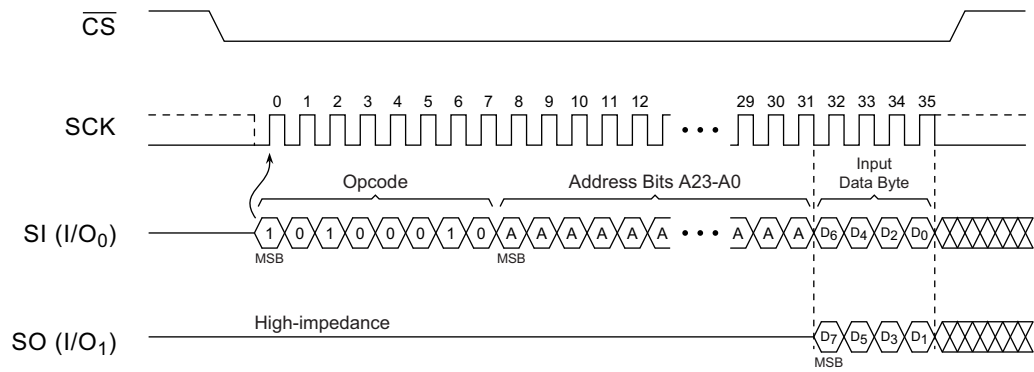 CS
0 1 2 3 4 5 6 7 8 9 10 11 12 29 30 31 32 33 34 35
SCK
Opcode Address Bits A23-A0 Input
Data Byte
SI (I/O0) 1 0 1 0 0 0 1 0 A A A A A A • • • A A A D6 D4 D2 D0
MSB MSB
High-impedance
SO (I/O1) D7 D5 D3 D1
MSB